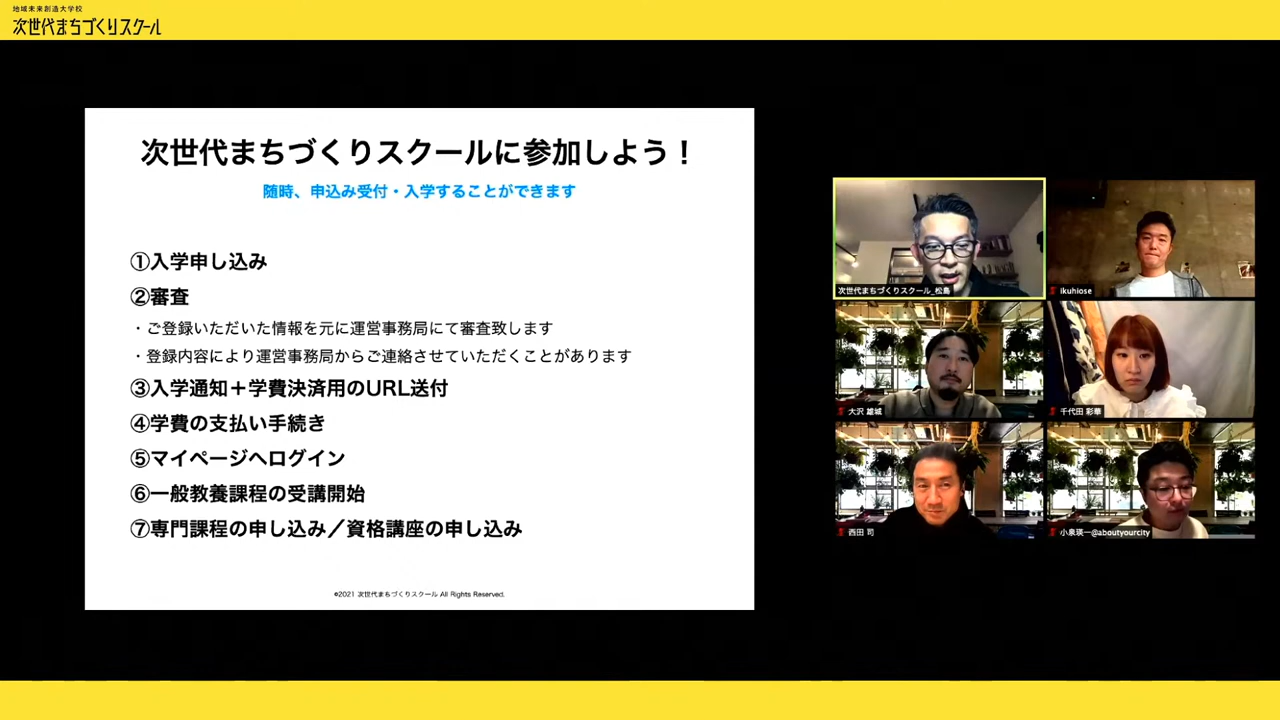 地域未来創造大学校
次世代まちづくりスクール
次世代まちづくりスクールに参加しよう！
随時、申込み受付・入学することができます
①入学申し込み
②審査
・ご登録いただいた情報を元に運営事務局にて審査致します
・登録内容により運営事務局からご連絡させていただくことがあります
③入学通知＋学費決済用のURL送付
④学費の支払い手続き
⑤マイページへログイン
⑥一般教養課程の受講開始
⑦専門課程の申し込み／資格講座の申し込み
©2021 次世代まちづくりスクール All Rights Reserved.
次世代まちづくりスクール_松島
ikuhiose
大沢 雄城
千代田 彩華
西田 司
小泉瑛一@aboutyourcity